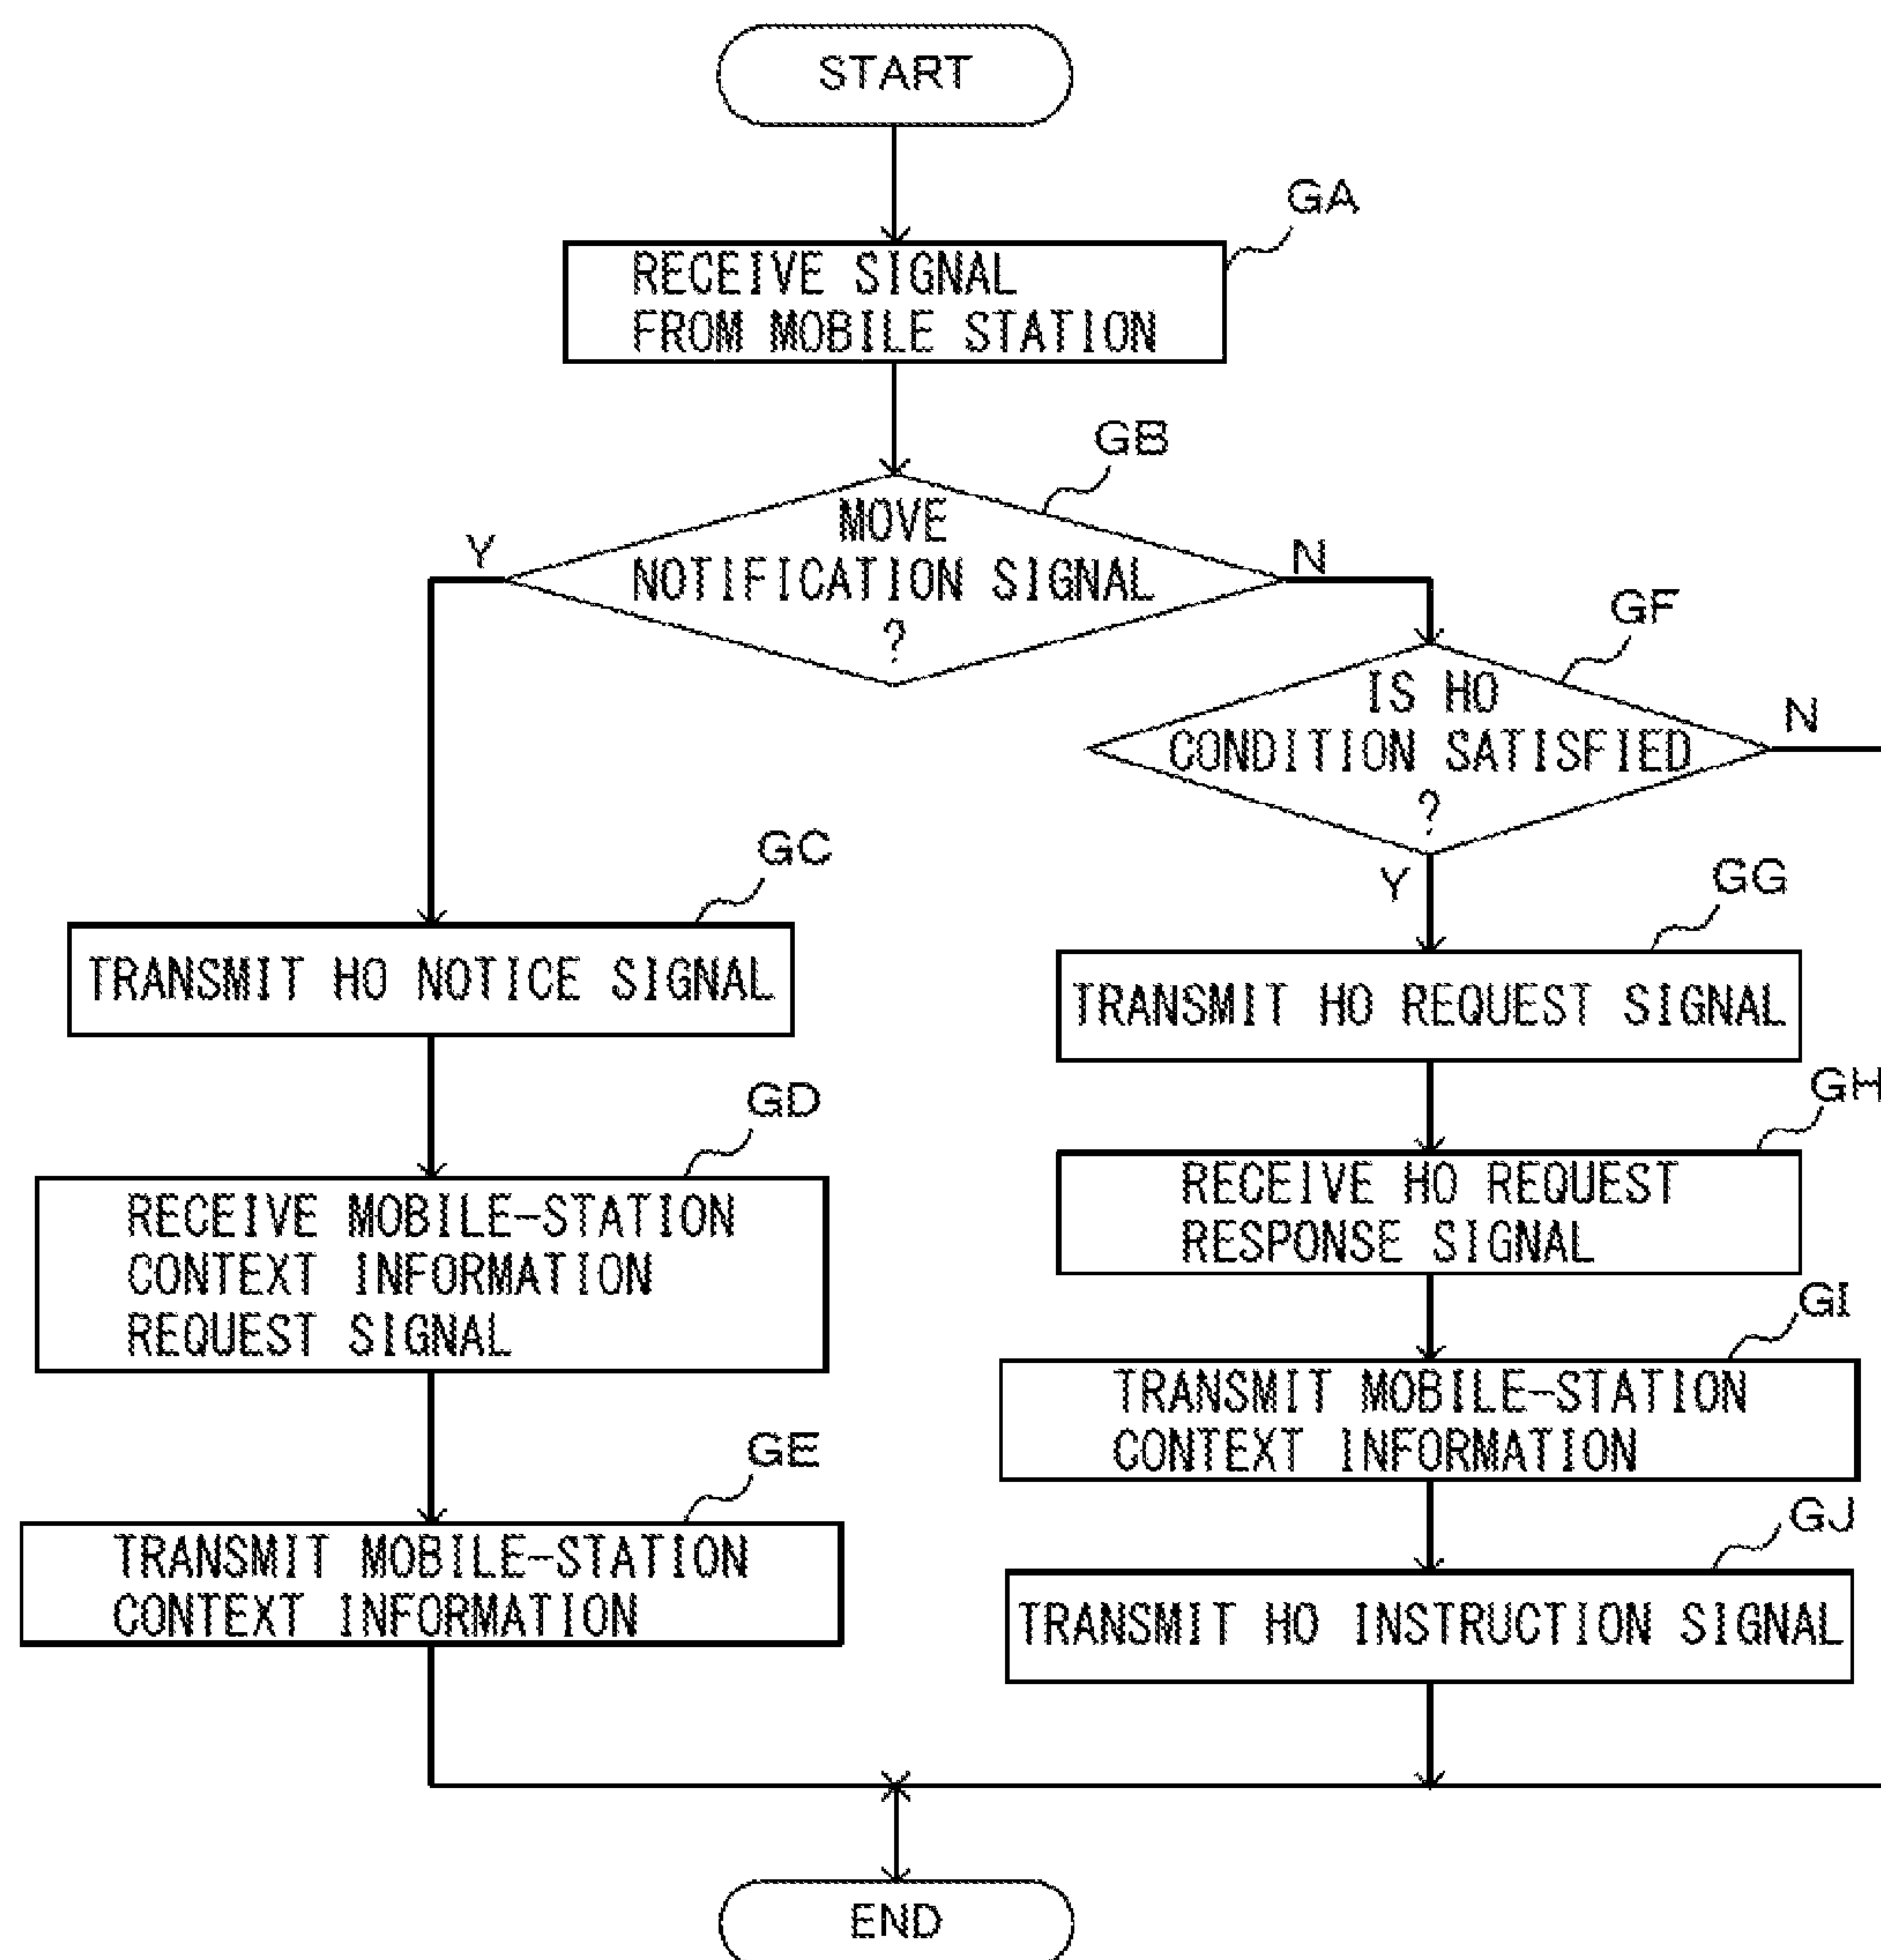 START
GA
RECEIVE SIGNAL
FROM MOBILE STATION
GB
MOVE
NOTIFICATION SIGNAL
?
Y
N
GF
IS HO
CONDITION SATISFIED
?
N
Y
GC
TRANSMIT HO NOTICE SIGNAL
GD
RECEIVE MOBILE-STATION
CONTEXT INFORMATION
REQUEST SIGNAL
GE
TRANSMIT MOBILE-STATION
CONTEXT INFORMATION
GG
TRANSMIT HO REQUEST SIGNAL
GH
RECEIVE HO REQUEST
RESPONSE SIGNAL
GI
TRANSMIT MOBILE-STATION
CONTEXT INFORMATION
GJ
TRANSMIT HO INSTRUCTION SIGNAL
END